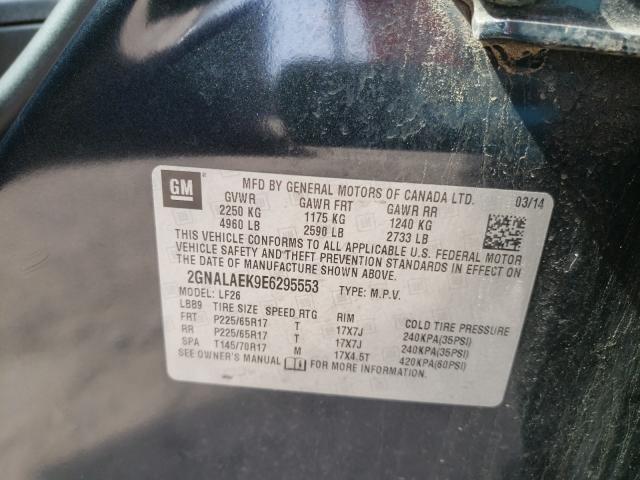 GM
MFD BY GENERAL MOTORS OF CANADA LTD.
03/14
GVWR GAWR FRT GAWR RR
2250 KG 1175 KG 1240 KG
4960 LB 2590 LB 2733 LB
THIS VEHICLE CONFORMS TO ALL APPLICABLE U.S. FEDERAL MOTOR
VEHICLE SAFETY AND THEFT PREVENTION STANDARDS IN EFFECT ON
THE DATE OF MANUFACTURE SHOWN ABOVE.
2GNALAEK9E6295553 TYPE: M.P.V.
MODEL: LF26
LBB9 TIRE SIZE SPEED RTG RIM COLD TIRE PRESSURE
FRT P225/65R17 T 17X7J 240KPA(35PSI)
RR P225/65R17 T 17X7J 240KPA(35PSI)
SPA T145/70R17 M 17X4.5T 420KPA(60PSI)
SEE OWNER'S MANUAL FOR MORE INFORMATION.